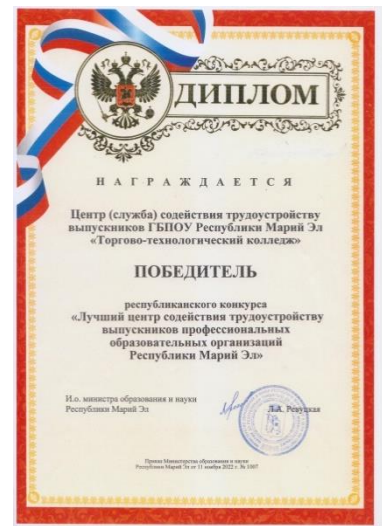 ДИПЛОМ
НАГРАЖДАЕТСЯ
Центр (служба) содействия трудоустройству
выпускников ГБПОУ Республики Марий Эл
«Торгово-технологический колледж»
ПОБЕДИТЕЛЬ
республиканского конкурса
«Лучший центр содействия трудоустройству
выпускников профессиональных
образовательных организаций
Республики Марий Эл»
И.о. министра образования и науки
Республики Марий Эл
Л.А. Ревуцкая
Приказ Министерства образования и науки
Республики Марий Эл от 11 ноября 2022 г. №